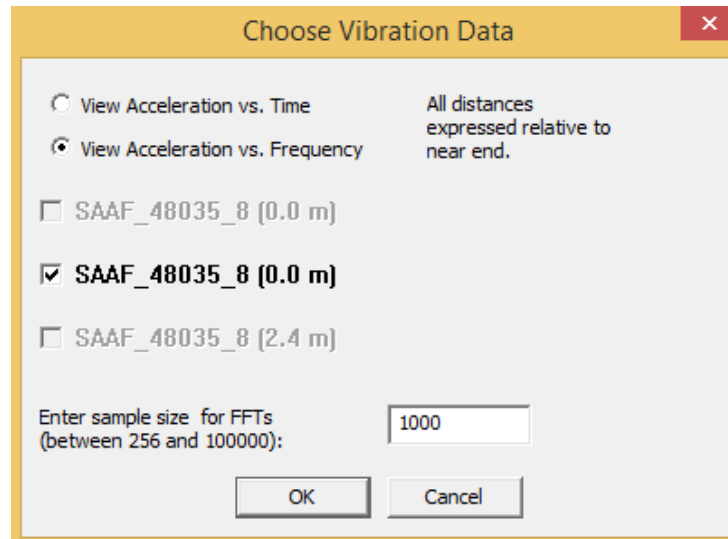 Choose Vibration Data
View Acceleration vs. Time
View Acceleration vs. Frequency
All distances
expressed relative to
near end.
SAAF_48035_8 (0.0 m)
SAAF_48035_8 (0.0 m)
SAAF_48035_8 (2.4 m)
Enter sample size  for FFTs
(between 256 and 100000):
1000
OK
Cancel